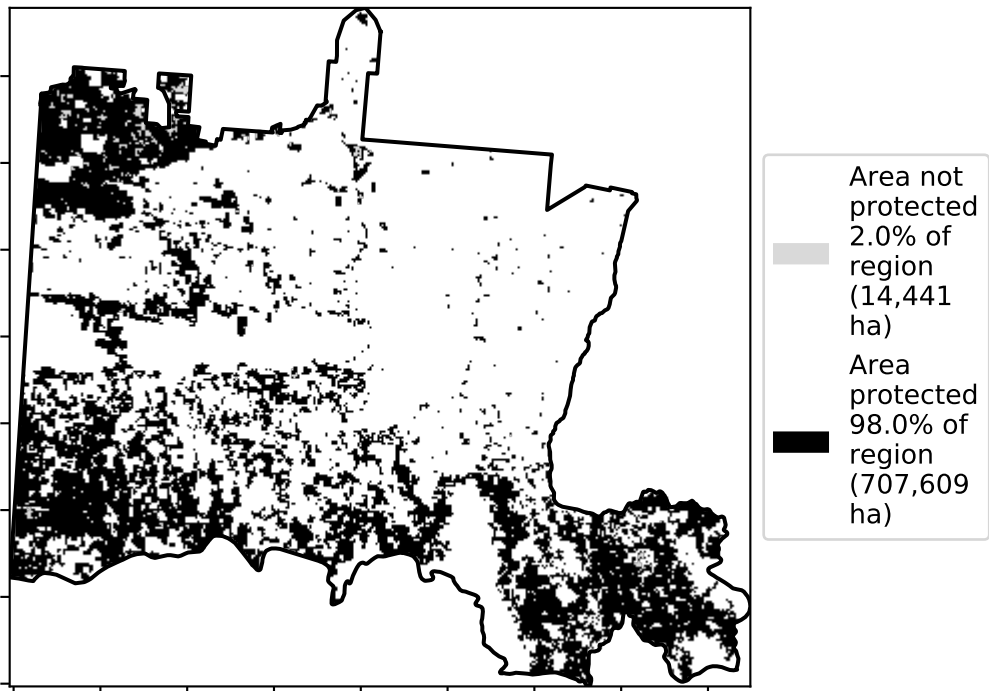 Area not
protected
2.0% of
region
(14,441
ha)
Area
protected
98.0% of
region
(707,609
ha)